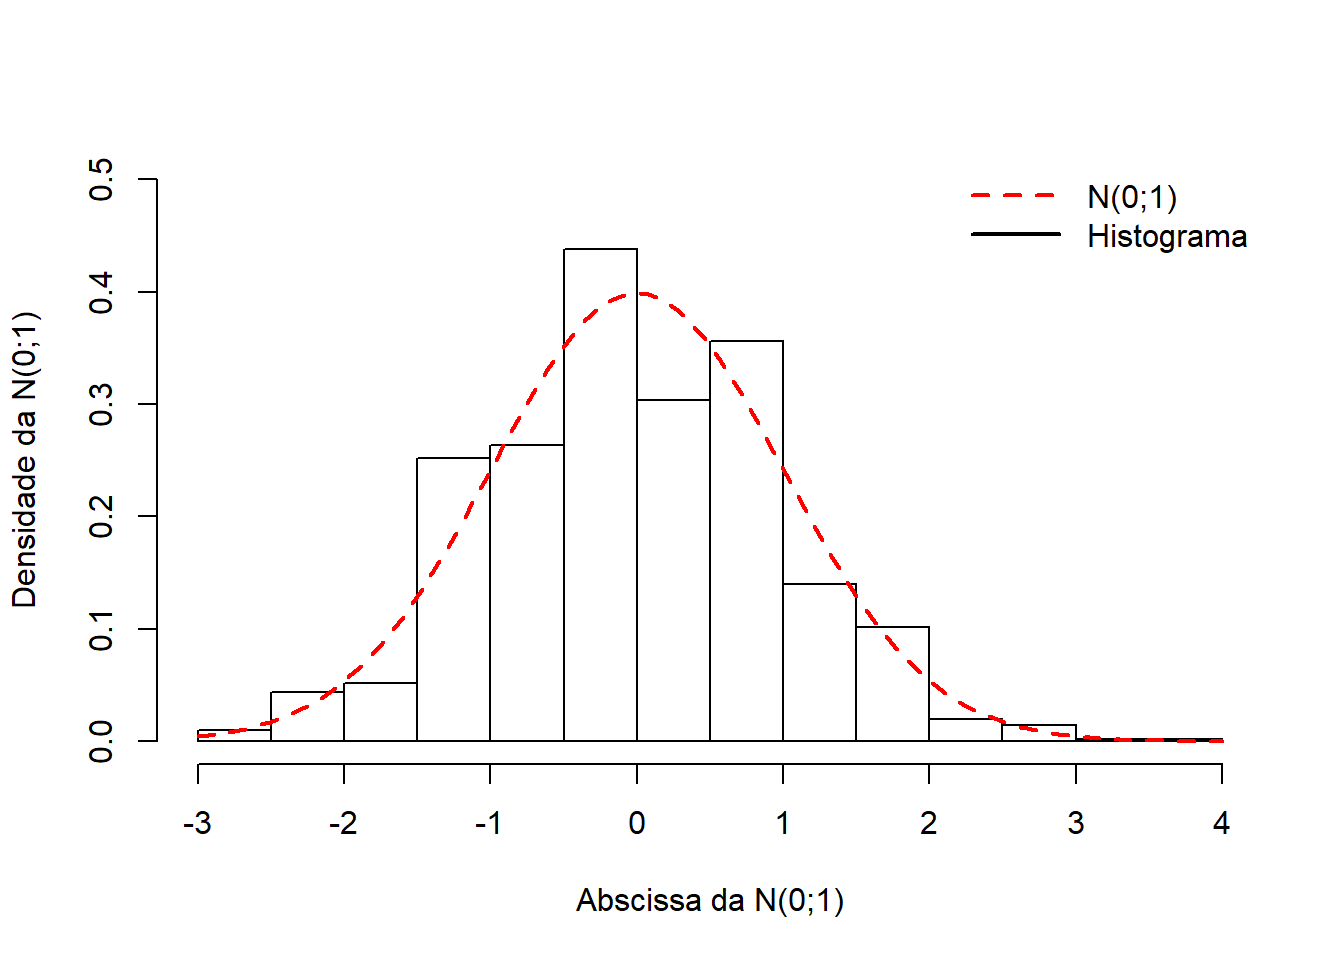 N(0;1)
Histograma
Densidade da N(0;1)
0.5
0.4
0.3
0.2
0.1
0.0
-3 -2 -1 0 1 2 3 4
Abscissa da N(0;1)